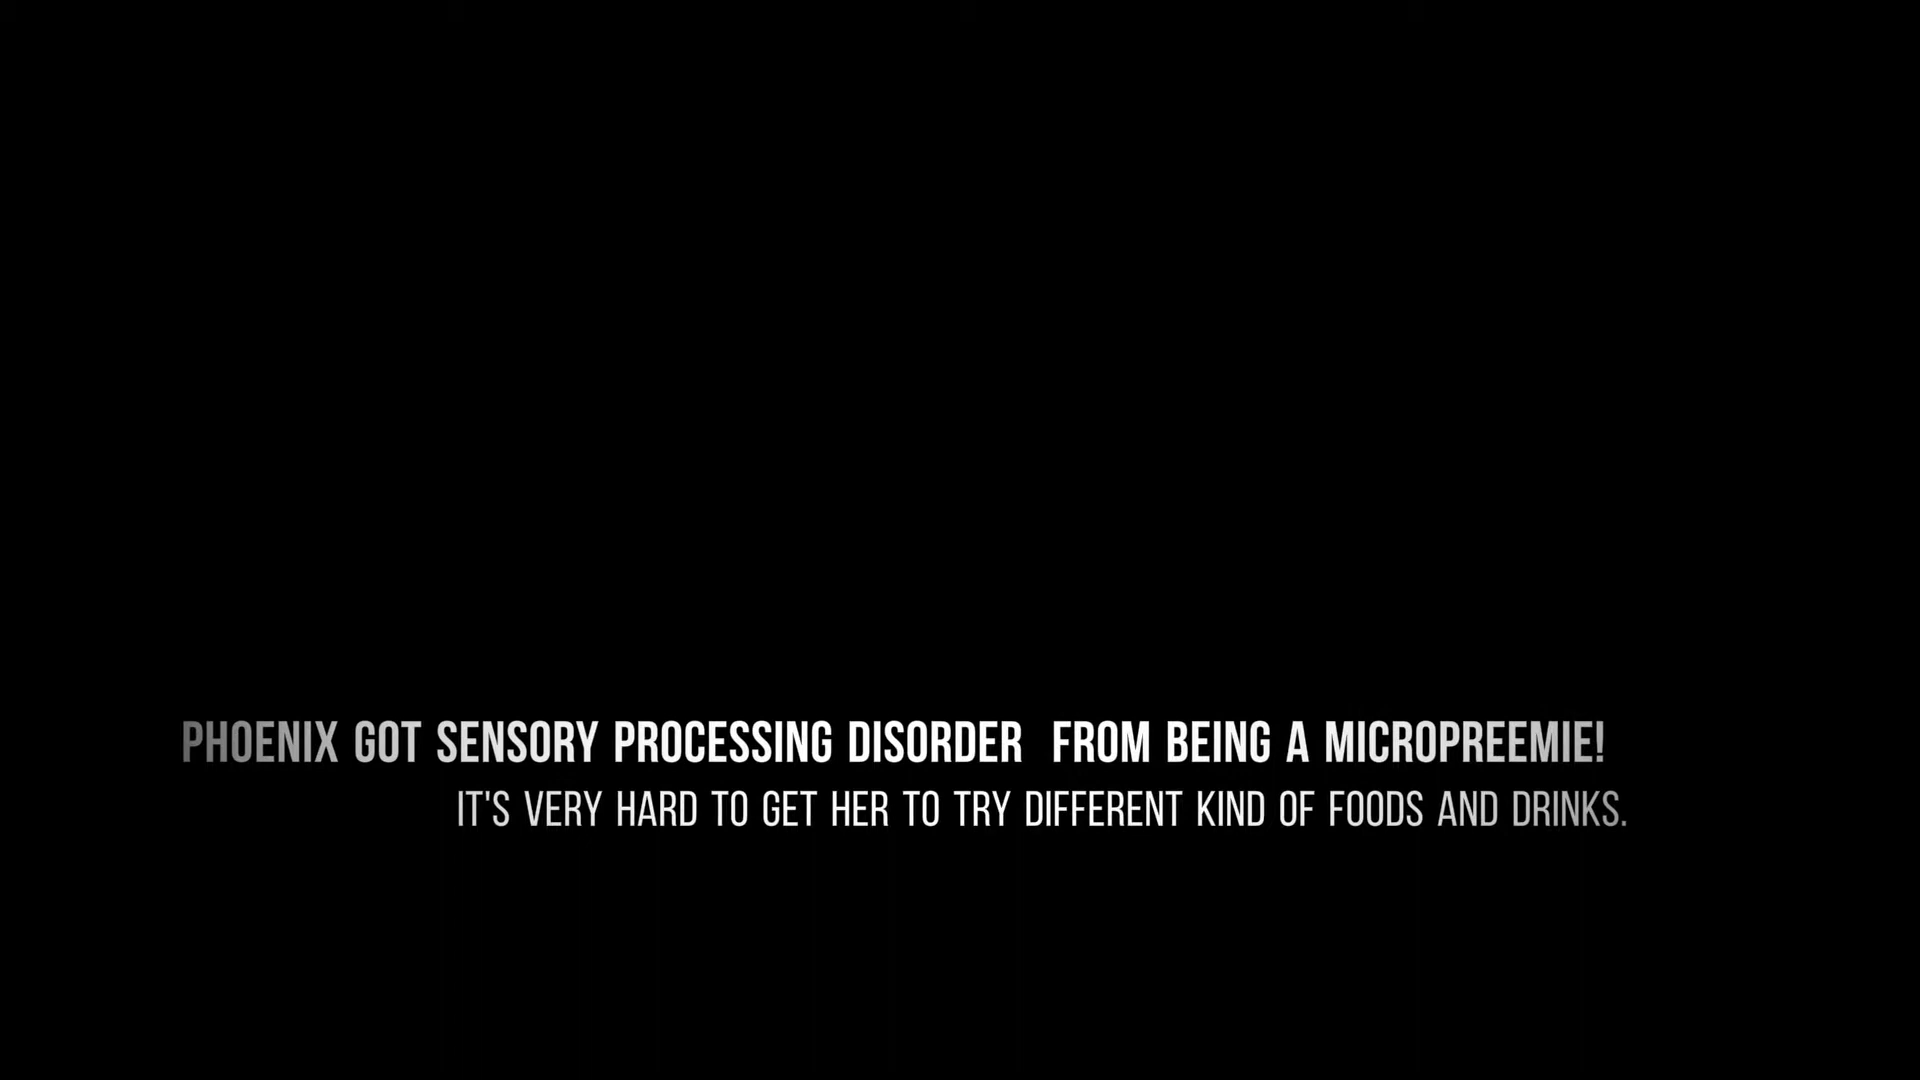 PHOENIX GOT SENSORY PROCESSING DISORDER  FROM BEING A MICROPREEMIE!
IT'S VERY HARD TO GET HER TO TRY DIFFERENT KIND OF FOODS AND DRINKS.